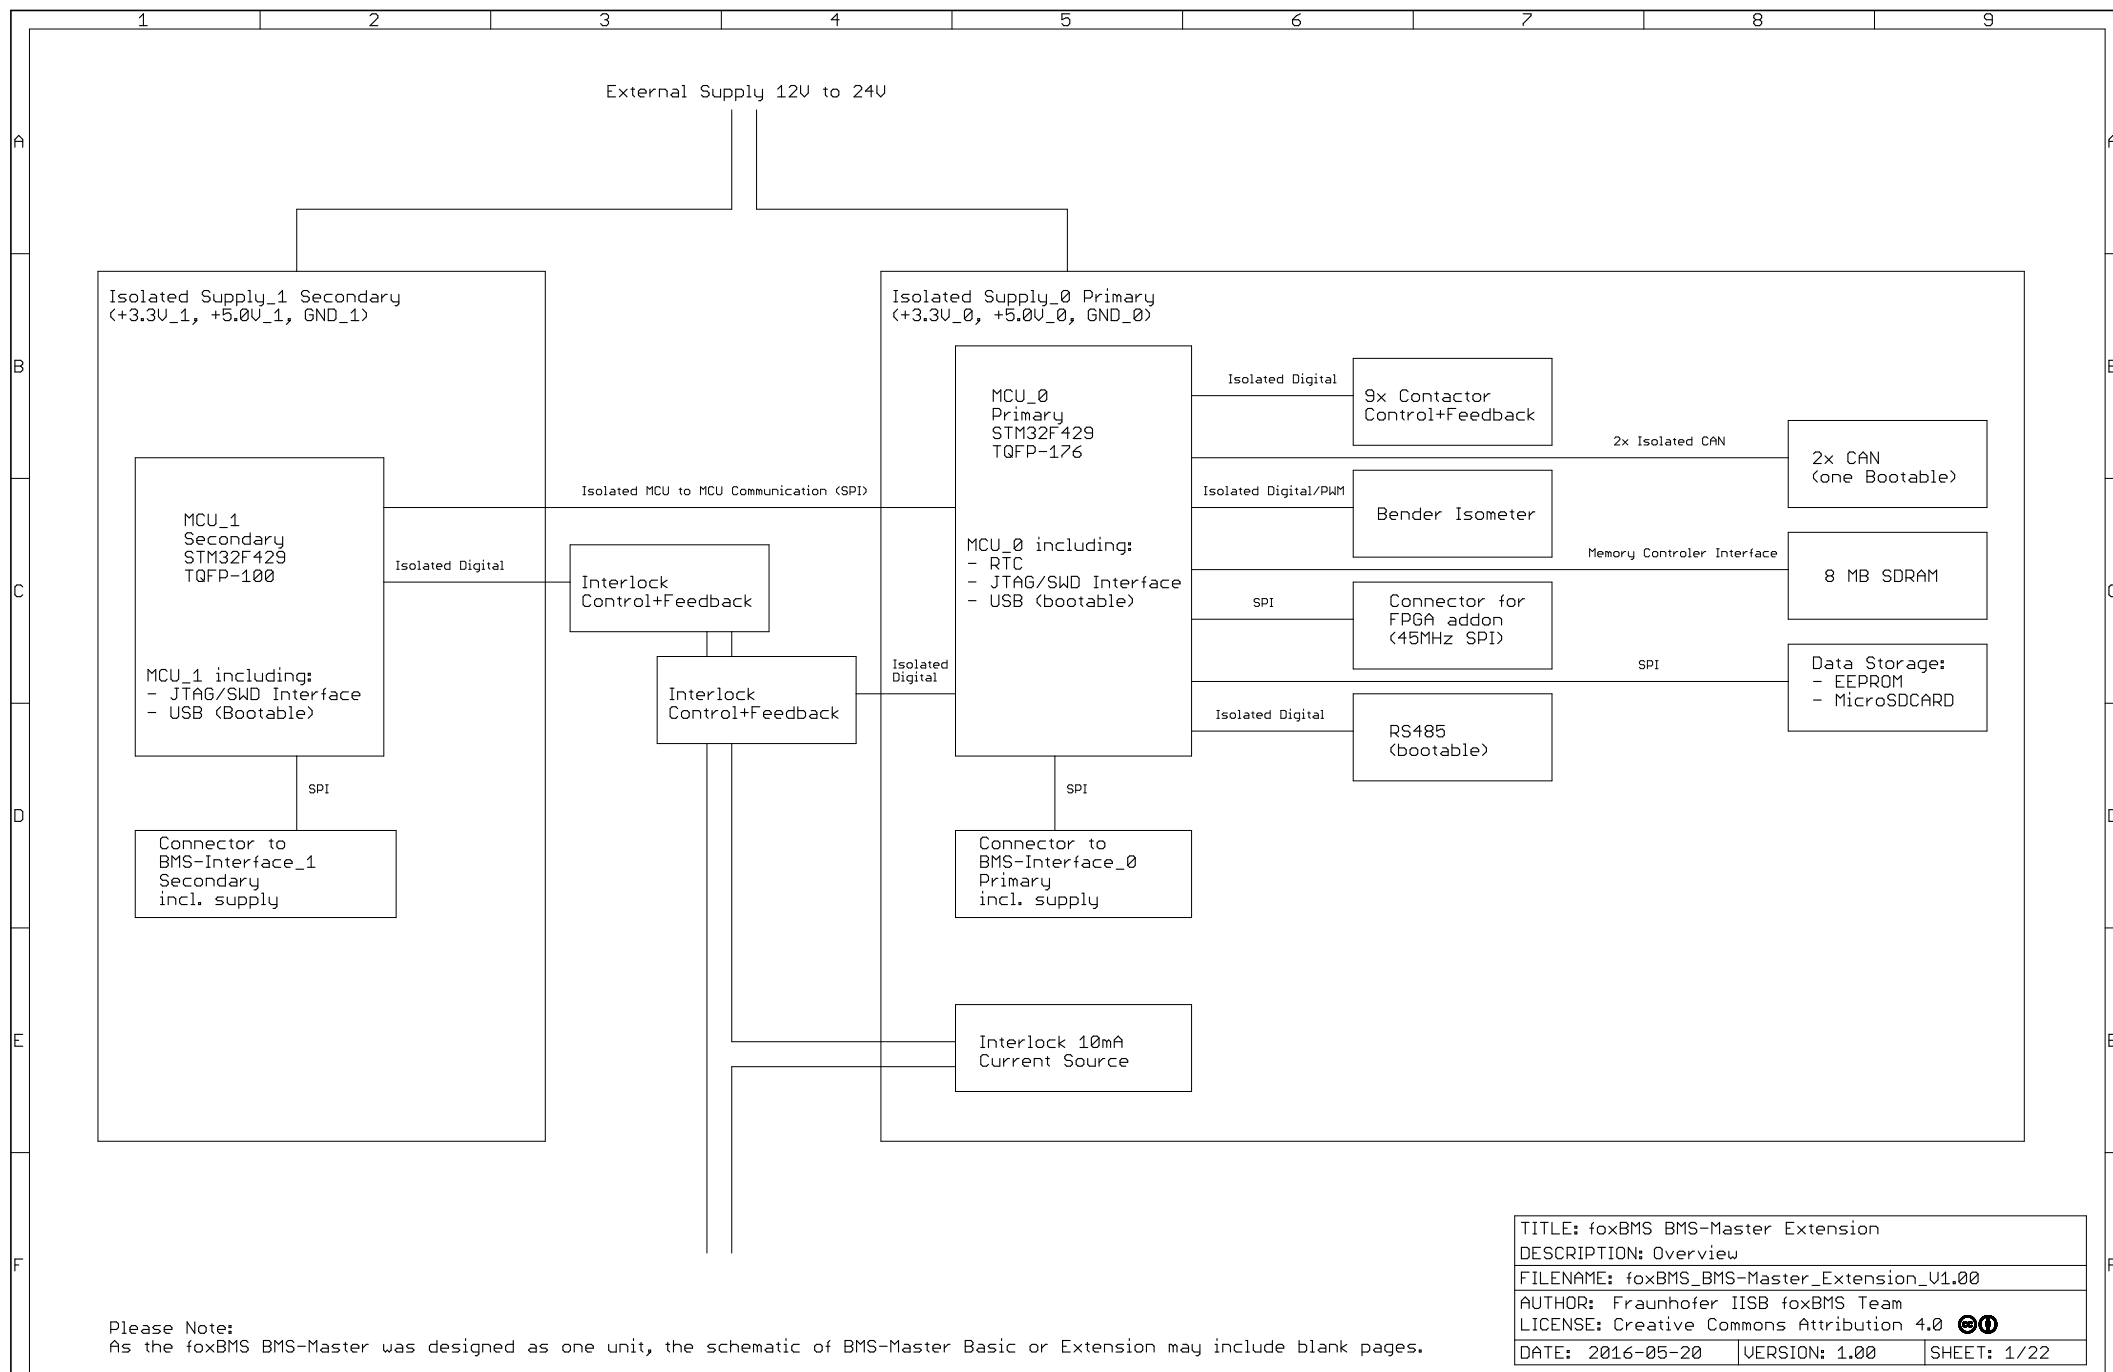 1 2 3 4 5 6 7 8 9
External Supply 12V to 24V
A
A
Isolated Supply_1 Secondary
(+3.3V_1, +5.0V_1, GND_1)
Isolated Supply_0 Primary
(+3.3V_0, +5.0V_0, GND_0)
B
B
MCU_0
Primary
STM32F429
TQFP-176
Isolated Digital
9x Contactor
Control+Feedback
2x Isolated CAN
2x CAN
(one Bootable)
Isolated MCU to MCU Communication (SPI)
Isolated Digital/PWM
Bender Isometer
MCU_1
Secondary
STM32F429
TQFP-100
Isolated Digital
Interlock
Control+Feedback
MCU_0 including:
- RTC
- JTAG/SWD Interface
- USB (bootable)
Memory Controler Interface
8 MB SDRAM
C
C
SPI
Connector for
FPGA addon
(45MHz SPI)
MCU_1 including:
- JTAG/SWD Interface
- USB (Bootable)
Interlock
Control+Feedback
Isolated
Digital
SPI
Data Storage:
- EEPROM
- MicroSDCARD
Isolated Digital
RS485
(bootable)
SPI
SPI
D
D
Connector to
BMS-Interface_1
Secondary
incl. supply
Connector to
BMS-Interface_0
Primary
incl. supply
E
E
Interlock 10mA
Current Source
F
F
TITLE: foxBMS BMS-Master Extension
DESCRIPTION: Overview
FILENAME: foxBMS_BMS-Master_Extension_V1.00
AUTHOR: Fraunhofer IISB foxBMS Team
LICENSE: Creative Commons Attribution 4.0
DATE: 2016-05-20 VERSION: 1.00 SHEET: 1/22
Please Note:
As the foxBMS BMS-Master was designed as one unit, the schematic of BMS-Master Basic or Extension may include blank pages.